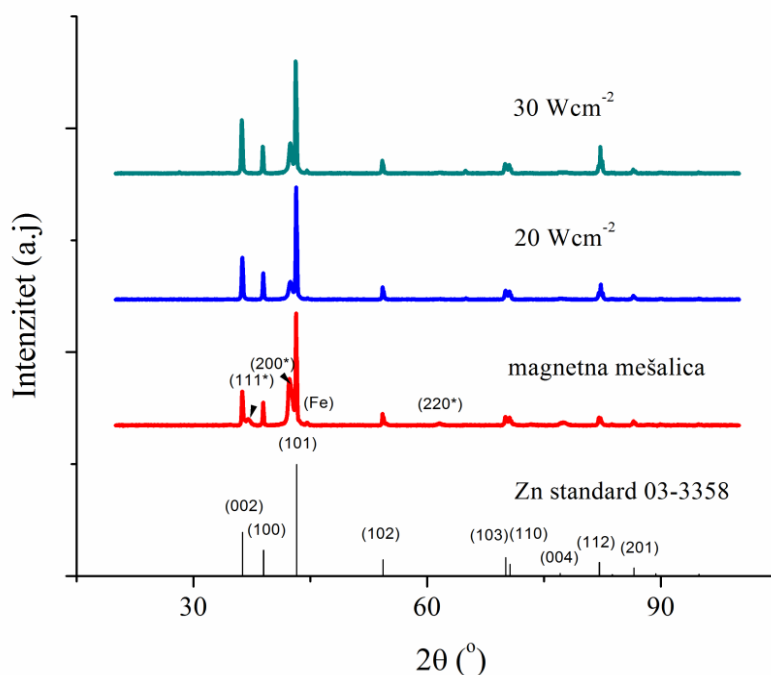 Intenzitet (a.j)
30 Wcm-2
20 Wcm-2
magnetna mešalica
(200*)
(111*)
(Fe)
(220*)
(101)
Zn standard 03-3358
(002)
(100)
(102)
(103)
(110)
(004)
(112)
(201)
30
60
90
2θ (o)